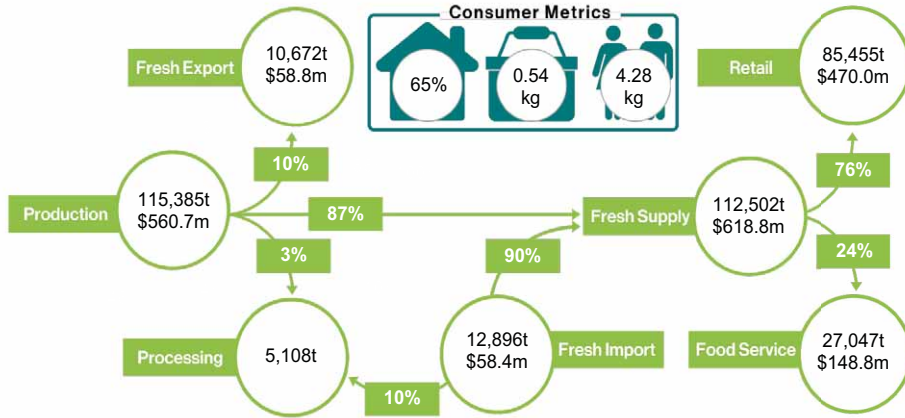 Consumer Metrics
65%
0.54
kg
4.28
kg
Fresh Export
10,672t
$58.8m
Retail
85,455t
$470.0m
10%
76%
Production
115,385t
$560.7m
87%
Fresh Supply
112,502t
$618.8m
3%
90%
24%
Processing
5,108t
10%
12,896t
$58.4m
Fresh Import
Food Service
27,047t
$148.8m